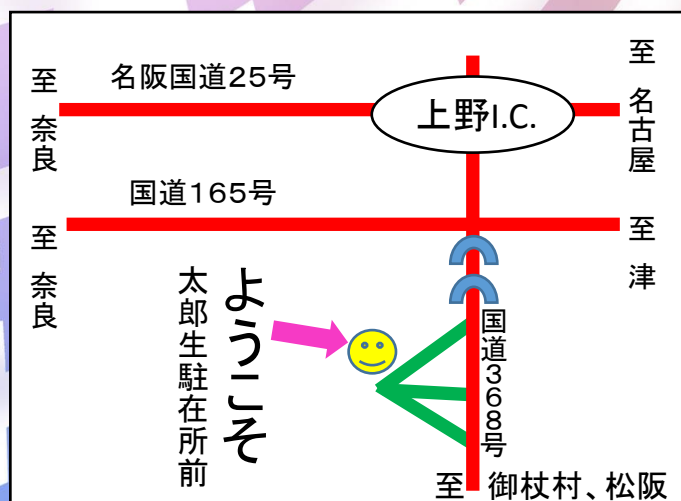 至 名古屋
名阪国道25号
至 奈良
上野I.C.
国道165号
至 津
至 奈良
国道368号
ようこそ
太郎生駐在所前
至 御杖村、松阪